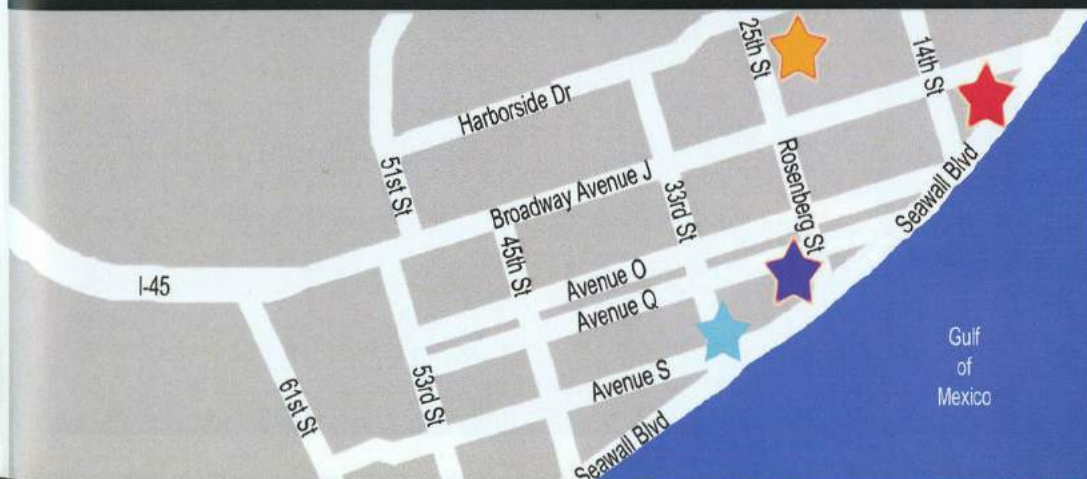 25th St
14th St
Harborside Dr
51st St
Broadway Avenue J
33rd St
Rosenberg St
Seawall Blvd
45th St
Avenue O
I-45
Avenue Q
Gulf
of
Mexico
61st St
53rd St
Avenue S
Seawall Blvd